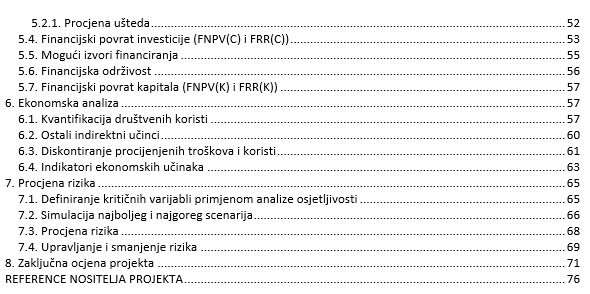 5.2.1. Procjena ušteda 52
5.4. Financijski povrat investicije (FNPV(C) i FRR(C)) 53
5.5. Mogući izvori financiranja 55
5.6. Financijska održivost 56
5.7. Financijski povrat kapitala (FNPV(K) i FRR(K)) 57
6. Ekonomska analiza 57
6.1. Kvantifikacija društvenih koristi 57
6.2. Ostali indirektni učinci 60
6.3. Diskontiranje procijenjenih troškova i koristi 61
6.4. Indikatori ekonomskih učinaka 63
7. Procjena rizika 65
7.1. Definiranje kritičnih varijabli primjenom analize osjetljivosti 65
7.2. Simulacija najboljeg i najgoreg scenarija 66
7.3. Procjena rizika 68
7.4. Upravljanje i smanjenje rizika 69
8. Zaključna ocjena projekta 71
REFERENCE NOSITELJA PROJEKTA 76